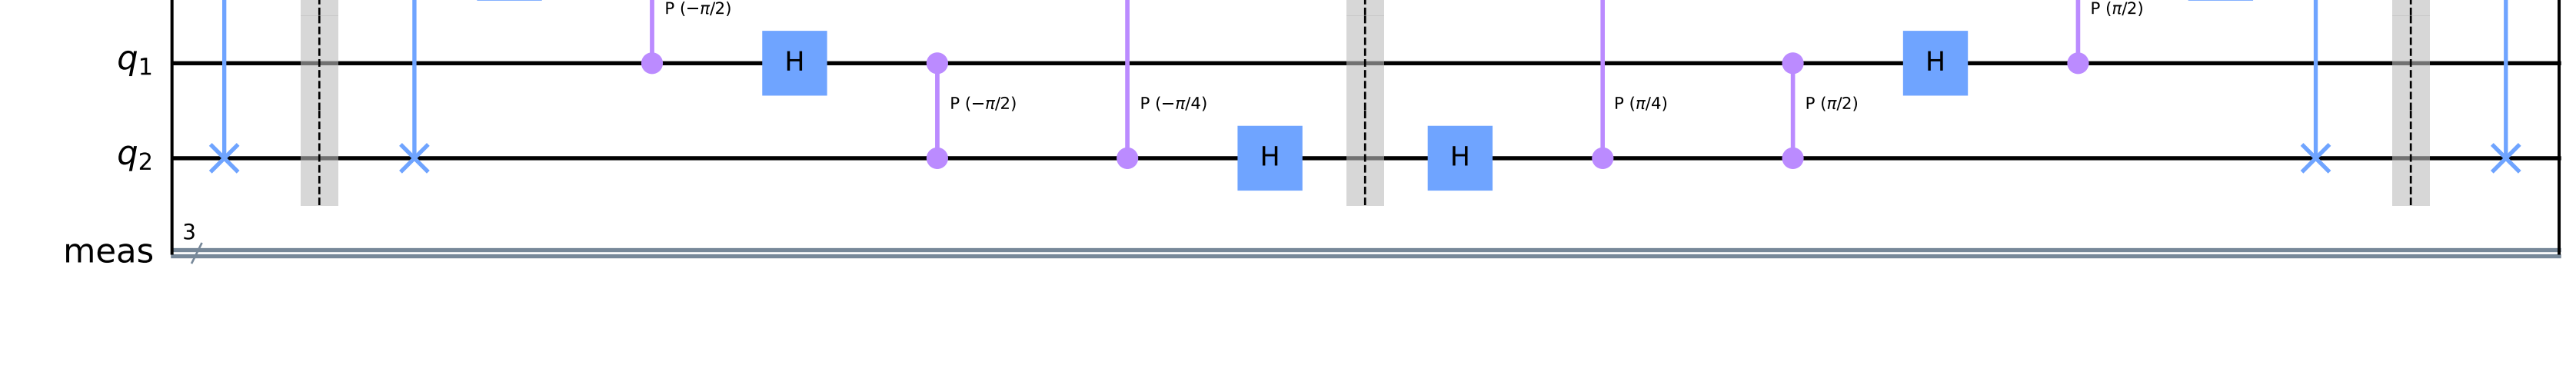 P (−π/2) P (π/2)
q₁ H H
P (−π/2) P (−π/4) P (π/4) P (π/2)
q₂ H H
3
meas